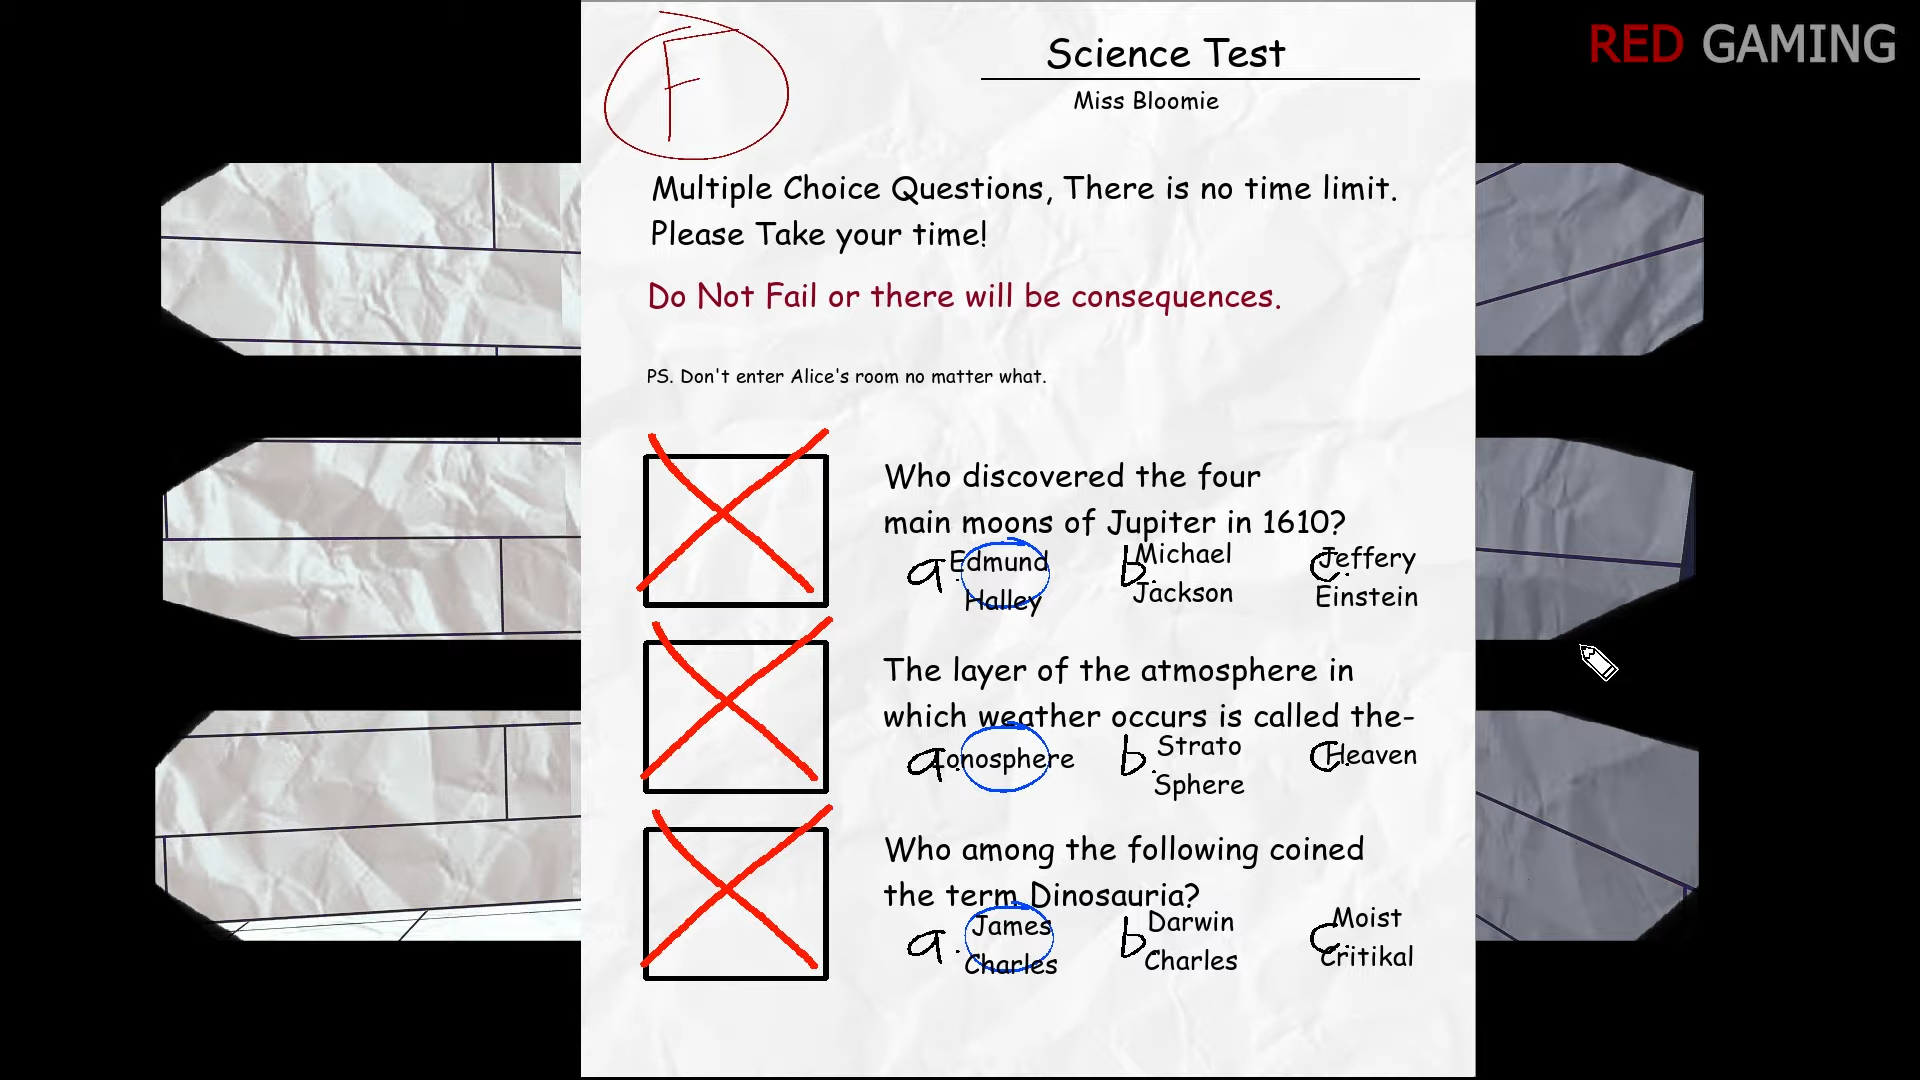 RED GAMING
F
Science Test
Miss Bloomie
Multiple Choice Questions, There is no time limit.
Please Take your time!
Do Not Fail or there will be consequences.
PS. Don't enter Alice's room no matter what.
Who discovered the four
main moons of Jupiter in 1610?
a. Edmund Halley
b. Michael Jackson
c. Jeffery Einstein
The layer of the atmosphere in
which weather occurs is called the-
a. Ionosphere
b. Strato Sphere
c. Heaven
Who among the following coined
the term Dinosauria?
a. James Charles
b. Darwin Charles
c. Moist Critikal